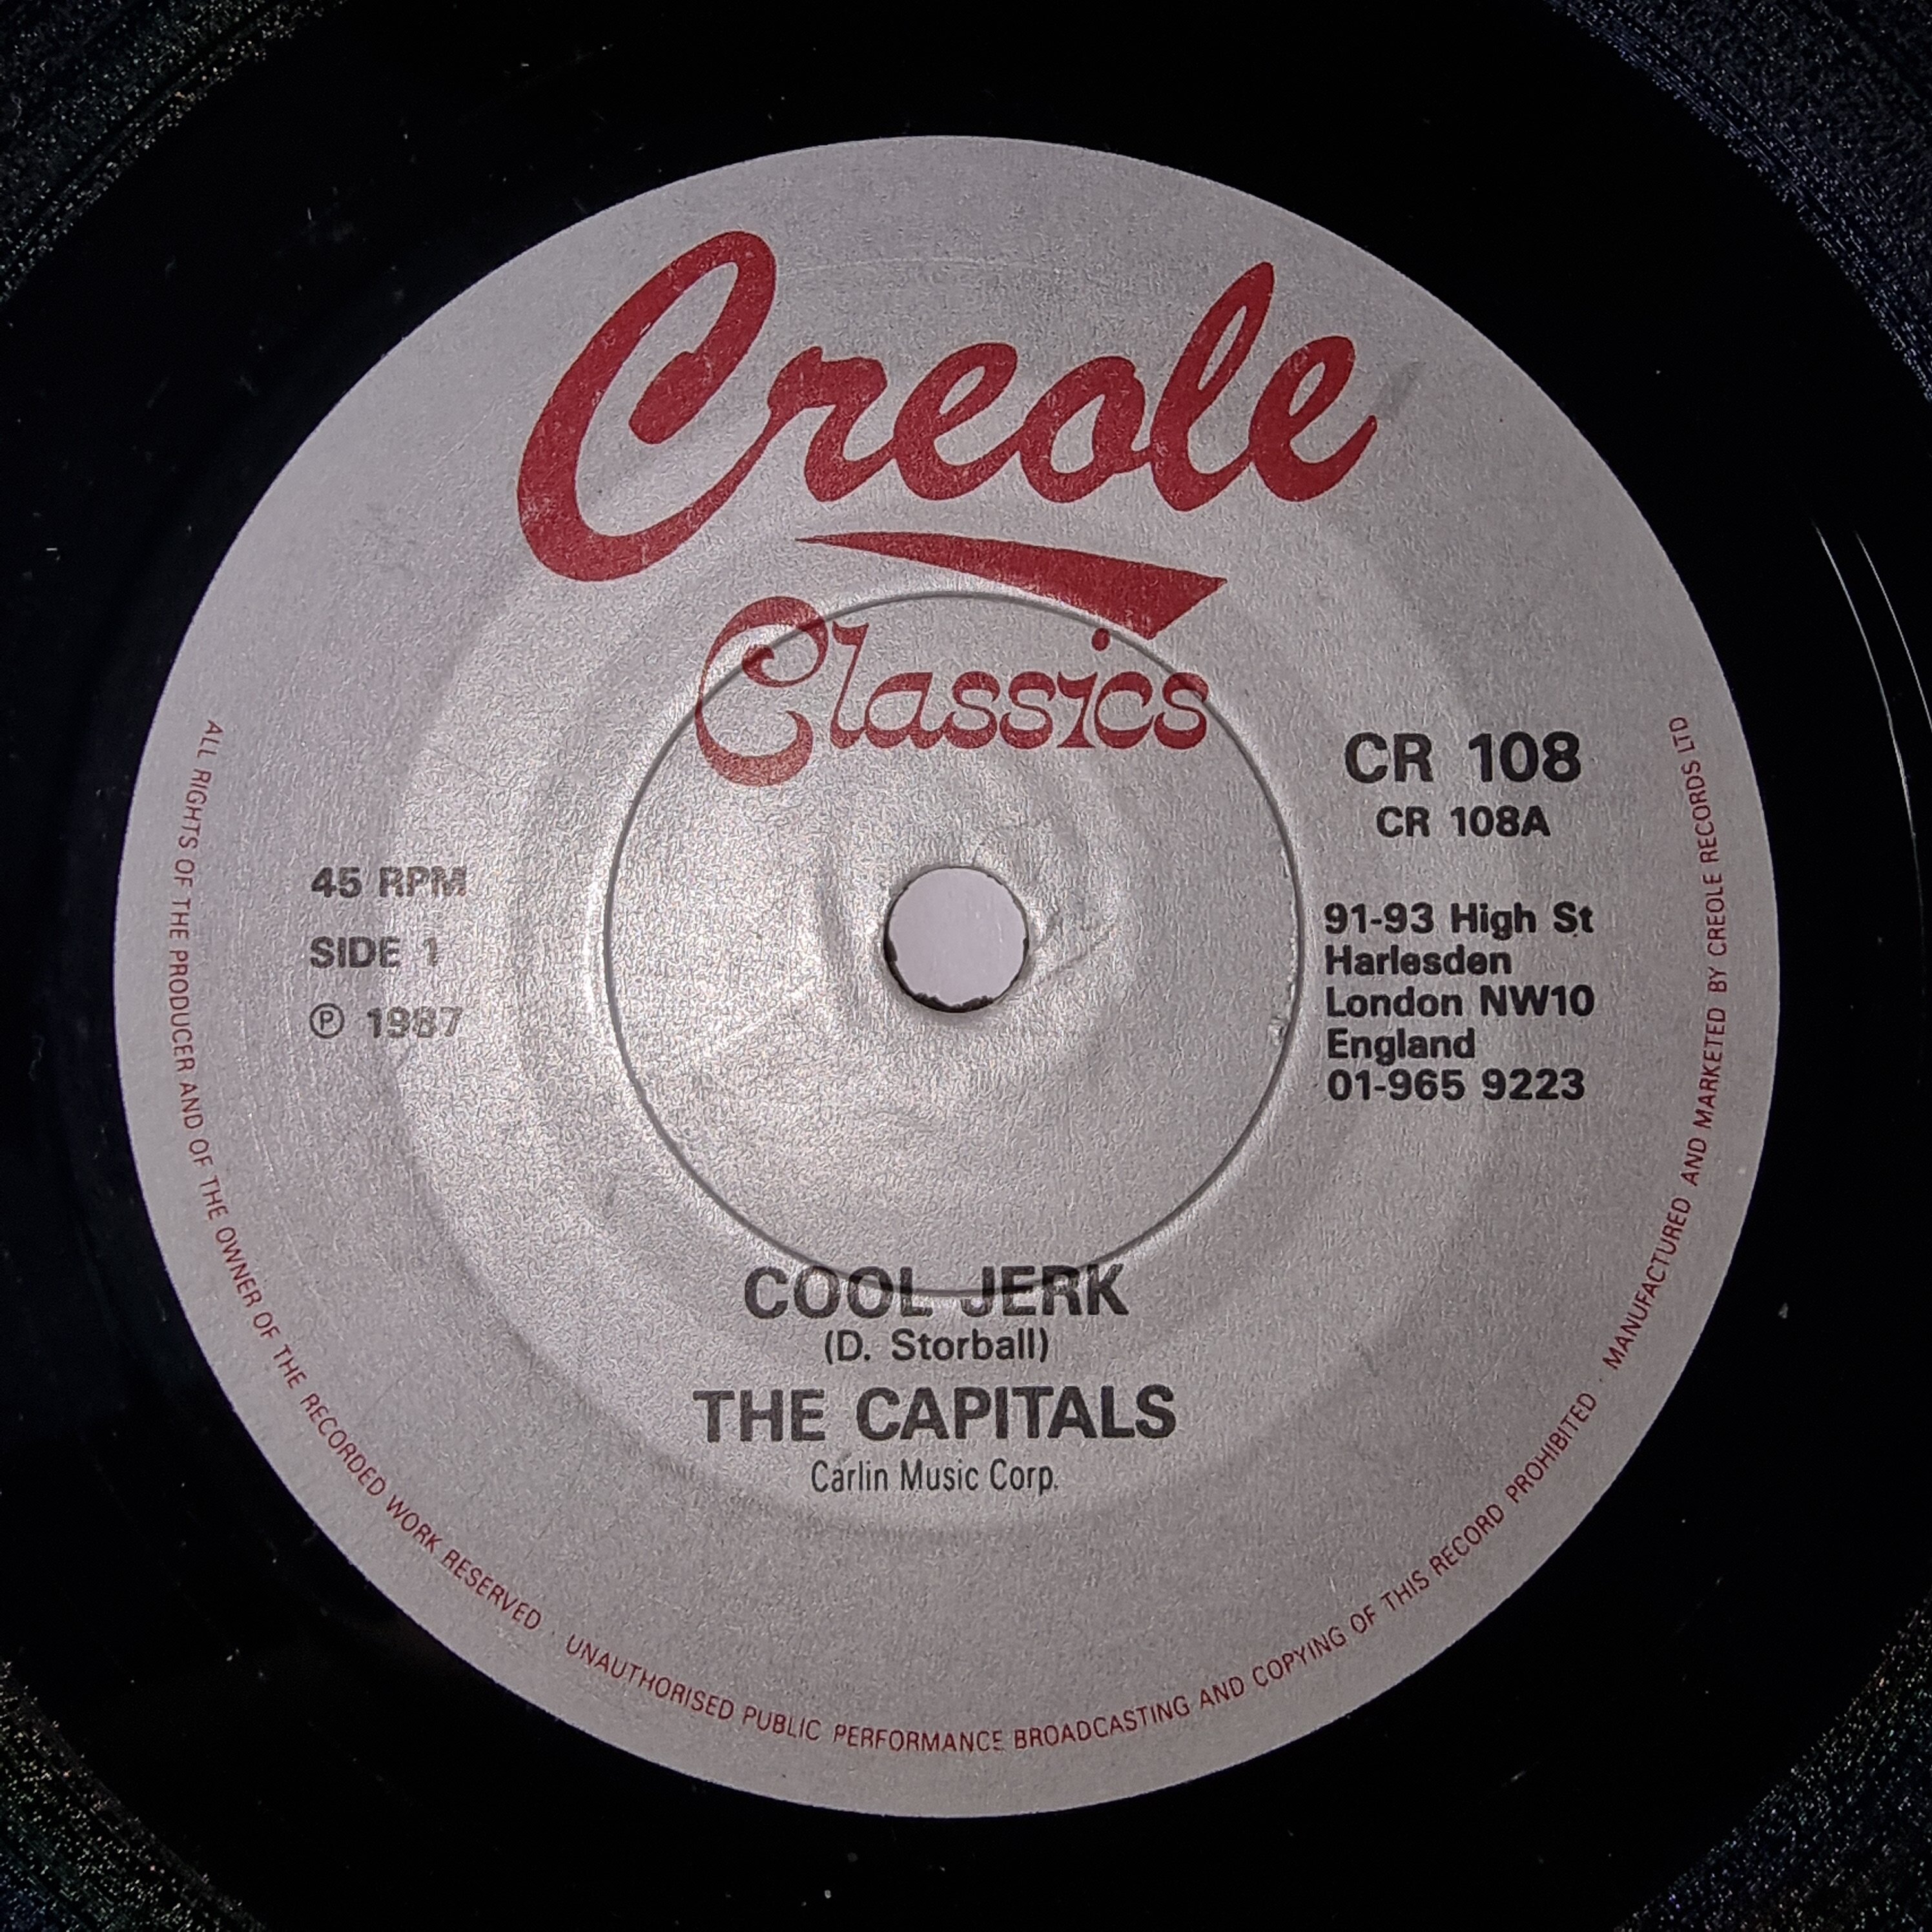 Creole
Classics
CR 108
CR 108A
45 RPM
SIDE 1
℗ 1987
91-93 High St
Harlesden
London NW10
England
01-965 9223
COOL JERK
(D. Storball)
THE CAPITALS
Carlin Music Corp.
ALL RIGHTS OF THE PRODUCER AND OF THE OWNER OF THE RECORDED WORK RESERVED · UNAUTHORISED PUBLIC PERFORMANCE BROADCASTING AND COPYING OF THIS RECORD PROHIBITED · MANUFACTURED AND MARKETED BY CREOLE RECORDS LTD